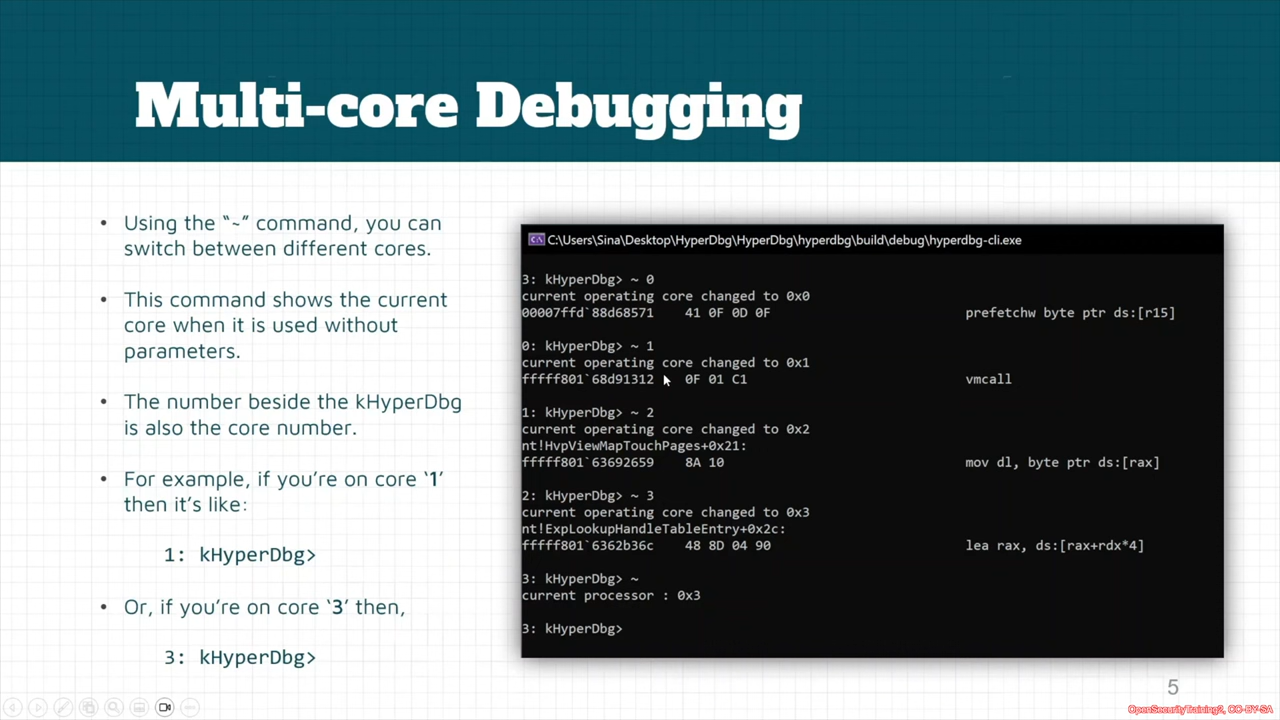 Multi-core Debugging
• Using the “~” command, you can
switch between different cores.
• This command shows the current
core when it is used without
parameters.
• The number beside the kHyperDbg
is also the core number.
• For example, if you’re on core ‘1’
then it’s like:
1: kHyperDbg>
• Or, if you’re on core ‘3’ then,
3: kHyperDbg>
C:\Users\Sina\Desktop\HyperDbg\HyperDbg\hyperdbg\build\debug\hyperdbg-cli.exe
3: kHyperDbg> ~ 0
current operating core changed to 0x0
00007ffd`88d68571 41 0F 0D 0F prefetchw byte ptr ds:[r15]
0: kHyperDbg> ~ 1
current operating core changed to 0x1
fffff801`68d91312 0F 01 C1 vmcall
1: kHyperDbg> ~ 2
current operating core changed to 0x2
nt!HvpViewMapTouchPages+0x21:
fffff801`63692659 8A 10 mov dl, byte ptr ds:[rax]
2: kHyperDbg> ~ 3
current operating core changed to 0x3
nt!ExpLookupHandleTableEntry+0x2c:
fffff801`6362b36c 48 8D 04 90 lea rax, ds:[rax+rdx*4]
3: kHyperDbg> ~
current processor : 0x3
3: kHyperDbg>
5
OpenSecurityTraining2, CC-BY-SA